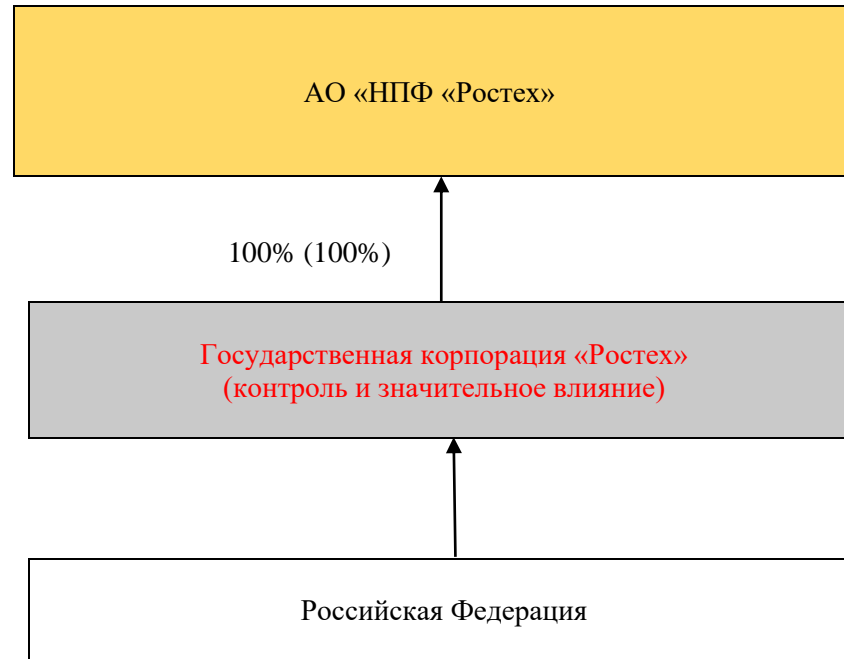 АО «НПФ «Ростех»
100% (100%)
Государственная корпорация «Ростех»
(контроль и значительное влияние)
Российская Федерация